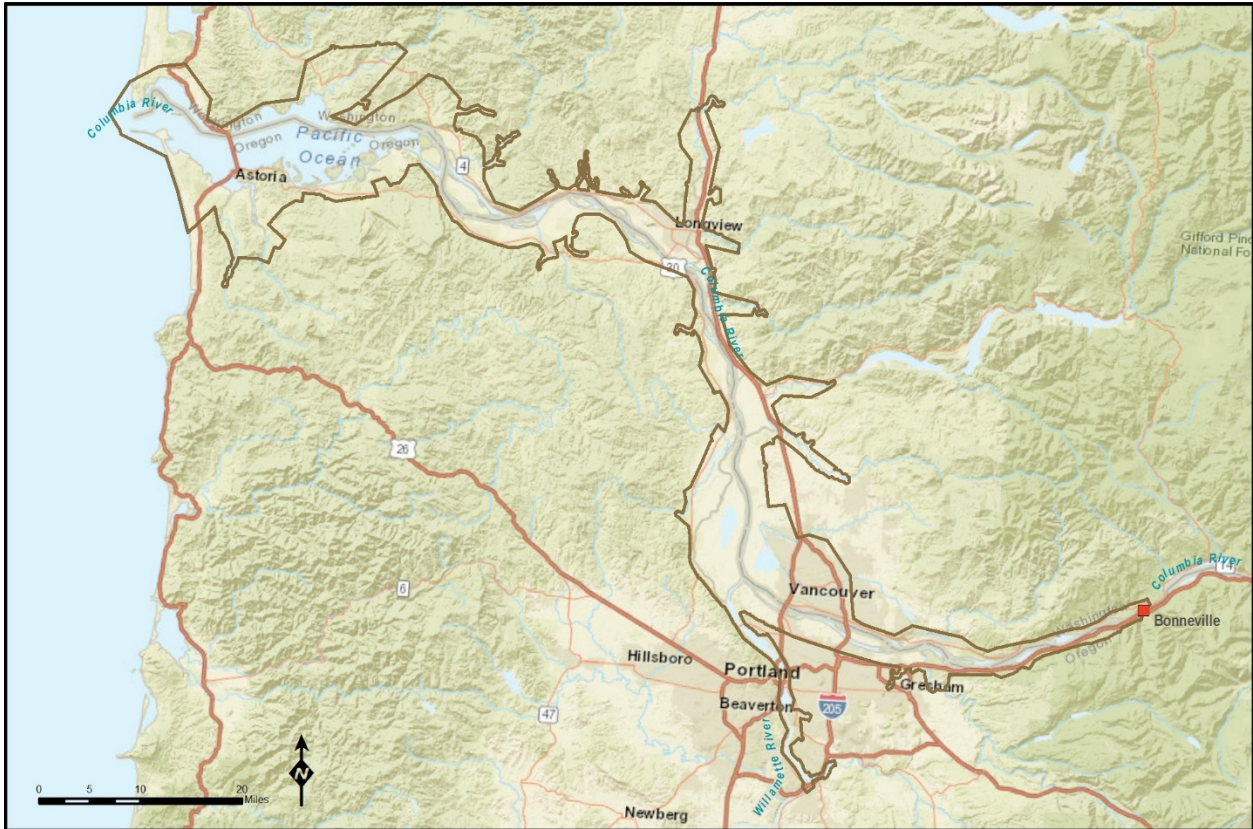 Columbia River
Washington
Oregon
Washington
Oregon
Pacific
Ocean
4
Astoria
Longview
30
Columbia River
Gifford Pinc
National Fo
26
6
47
Vancouver
Hillsboro
Portland
Beaverton
205
Gresham
Willamette River
Newberg
Columbia River
14
Washington
Oregon
Bonneville
N
0 5 10 20
Miles